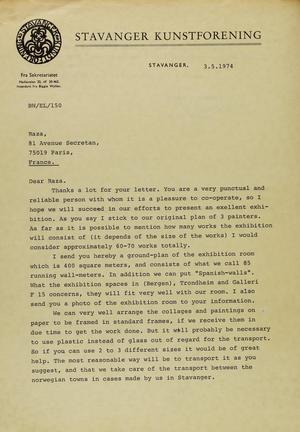 STAVANGER KUNSTFORENING
Fra Sekretariatet
STAVANGER, 3.5.1974
BN/EL/150
Raza,
81 Avenue Secretan,
75019 Paris,
France.
Dear Raza.
Thanks a lot for your letter. You are a very punctual and
reliable person with whom it is a pleasure to co-operate, so I
hope we will succeed in our efforts to present an exellent exhi-
bition. As you say I stick to our original plan of 3 painters.
As far as it is possible to mention how many works the exhibition
will consist of (it depends of the size of the works) I would
consider approximately 60-70 works totally.
I send you hereby a ground-plan of the exhibition room
which is 400 square meters, and consists of what we call 85
running wall-meters. In addition we can put "Spanish-walls".
What the exhibition spaces in (Bergen), Trondheim and Galleri
F 15 concerns, they will fit very well with our room. I also
send you a photo of the exhibition room to your information.
We can very well arrange the collages and paintings on
paper to be framed in standard frames, if we receive them in
due time to get the work done. But it will probably be necessary
to use plastic instead of glass out of regard for the transport.
So if you can use 2 to 3 different sizes it would be of great
help. The most reasonable way will be to transport it as you
suggest, and that we take care of the transport between the
norwegian towns in cases made by us in Stavanger.